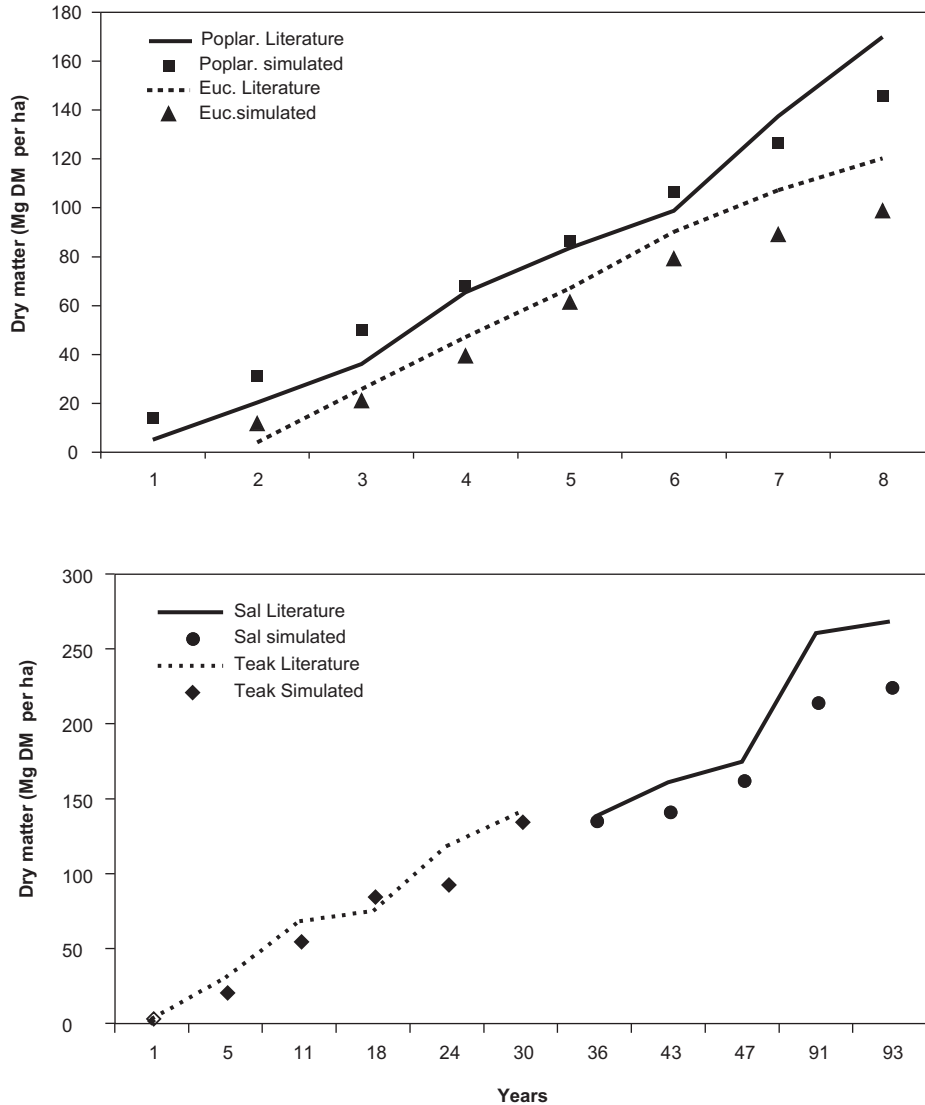 180
160
140
120
100
80
60
40
20
0
Dry matter (Mg DM per ha)
Poplar. Literature
Poplar. simulated
Euc. Literature
Euc.simulated
1 2 3 4 5 6 7 8
300
250
200
150
100
50
0
Dry matter (Mg DM per ha)
Sal Literature
Sal simulated
Teak Literature
Teak Simulated
1 5 11 18 24 30 36 43 47 91 93
Years